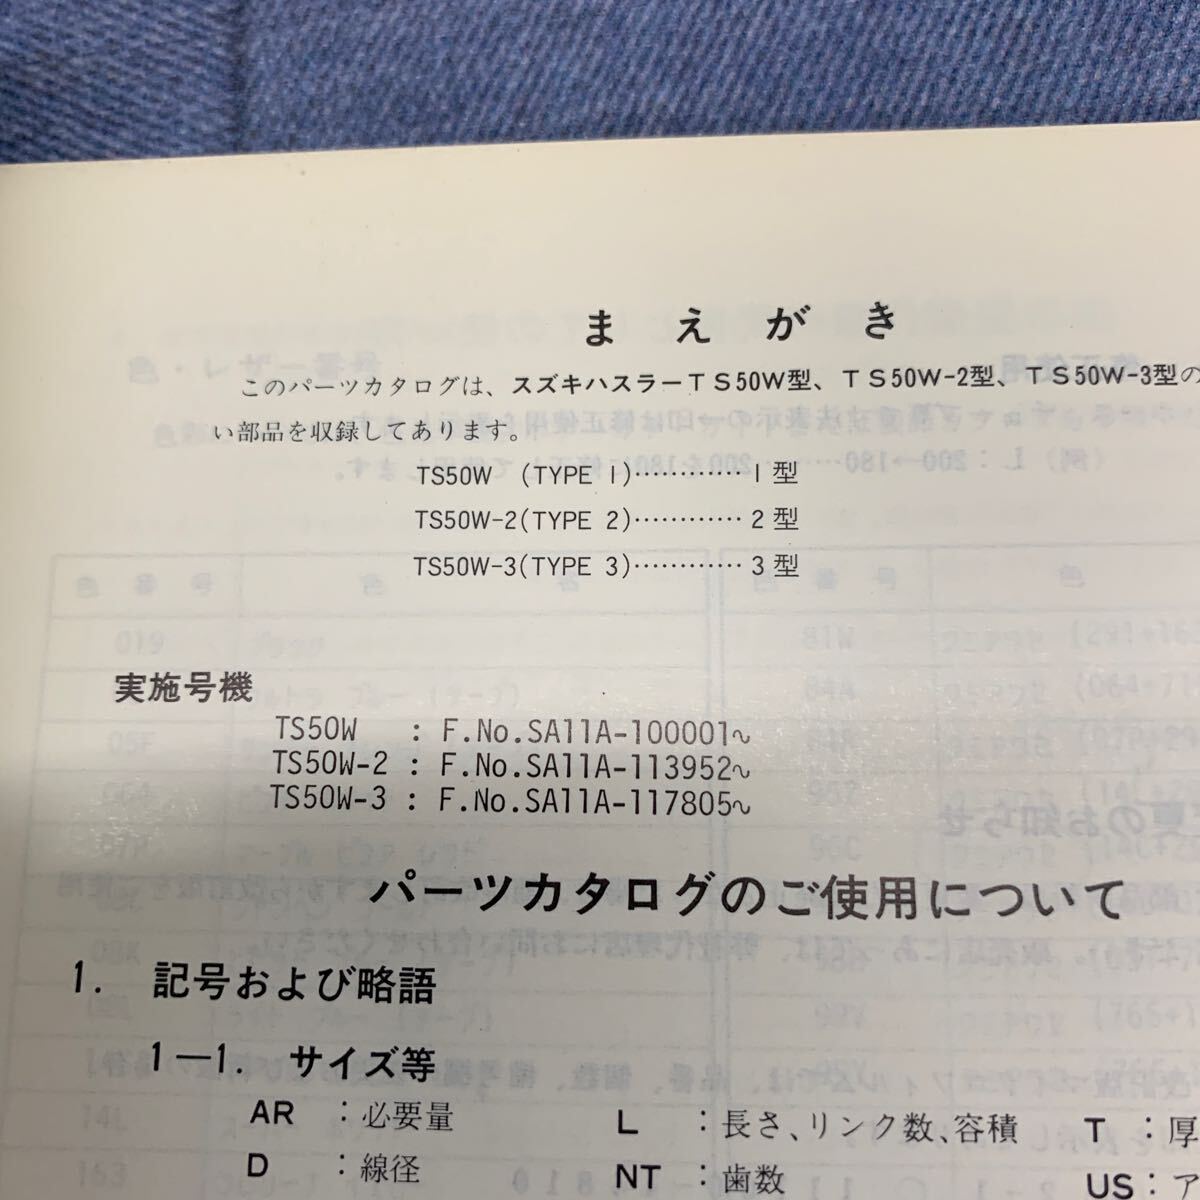 まえがき
このパーツカタログは、スズキハスラーTS50W型、TS50W-2型、TS50W-3型の
い部品を収録してあります。
TS50W (TYPE 1)…………1型
TS50W-2(TYPE 2)…………2型
TS50W-3(TYPE 3)…………3型
実施号機
TS50W : F.No.SA11A-100001~
TS50W-2 : F.No.SA11A-113952~
TS50W-3 : F.No.SA11A-117805~
パーツカタログのご使用について
1. 記号および略語
1—1. サイズ等
AR :必要量 L :長さ、リンク数、容積 T :厚
D :線径 NT :歯数 US:ア